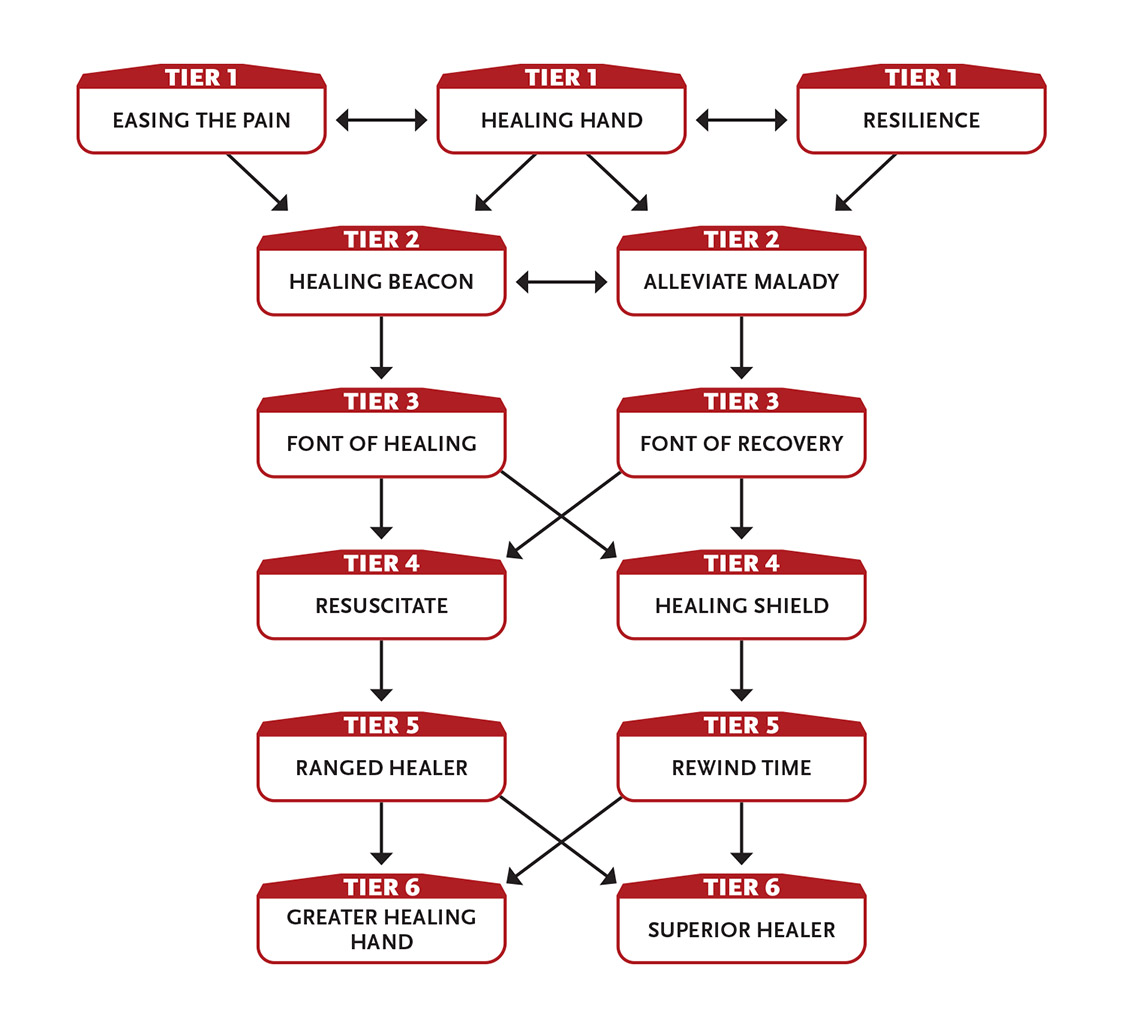 TIER 1
EASING THE PAIN
TIER 1
HEALING HAND
TIER 1
RESILIENCE
TIER 2
HEALING BEACON
TIER 2
ALLEVIATE MALADY
TIER 3
FONT OF HEALING
TIER 3
FONT OF RECOVERY
TIER 4
RESUSCITATE
TIER 4
HEALING SHIELD
TIER 5
RANGED HEALER
TIER 5
REWIND TIME
TIER 6
GREATER HEALING
HAND
TIER 6
SUPERIOR HEALER